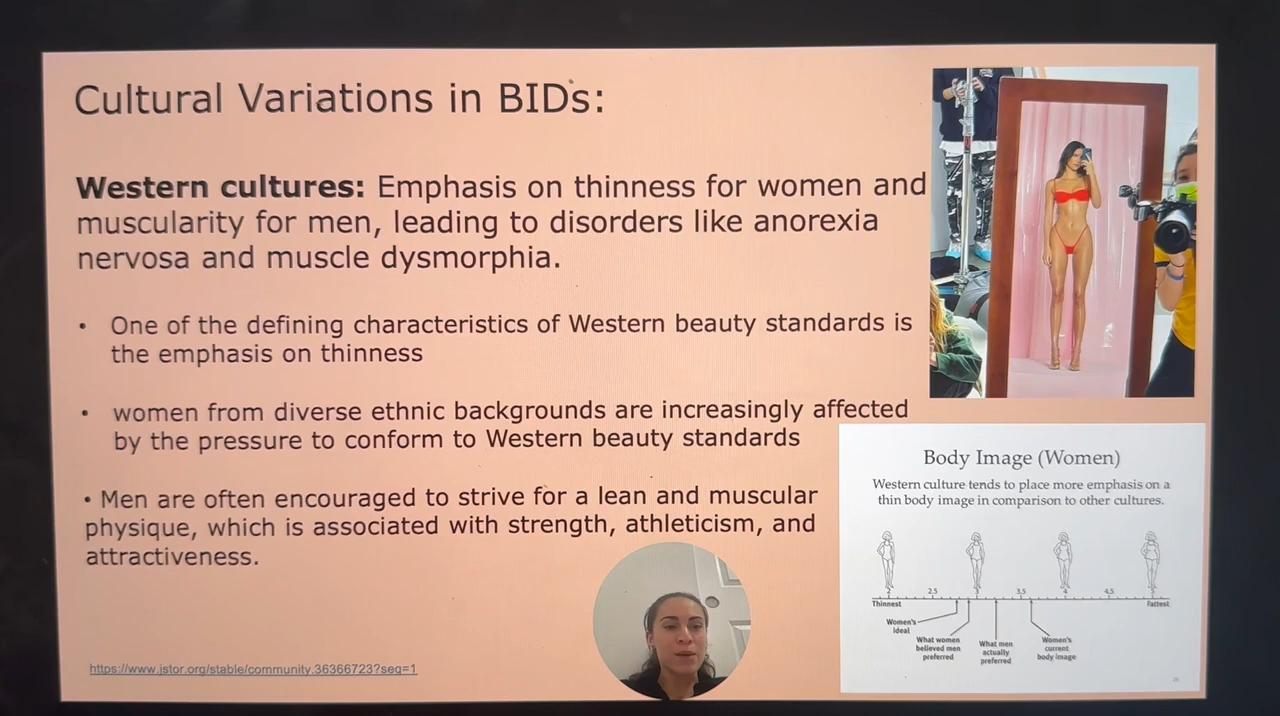 Cultural Variations in BIDs:
Western cultures: Emphasis on thinness for women and
muscularity for men, leading to disorders like anorexia
nervosa and muscle dysmorphia.
• One of the defining characteristics of Western beauty standards is
the emphasis on thinness
• women from diverse ethnic backgrounds are increasingly affected
by the pressure to conform to Western beauty standards
• Men are often encouraged to strive for a lean and muscular
physique, which is associated with strength, athleticism, and
attractiveness.
https://www.jstor.org/stable/community.36366723?seq=1
Body Image (Women)
Western culture tends to place more emphasis on a
thin body image in comparison to other cultures.
2 2.5 3 3.5 4 4.5 5
Thinnest Fattest
Women's
ideal
What women
believed men
preferred
What men
actually
preferred
Women's
current
body image